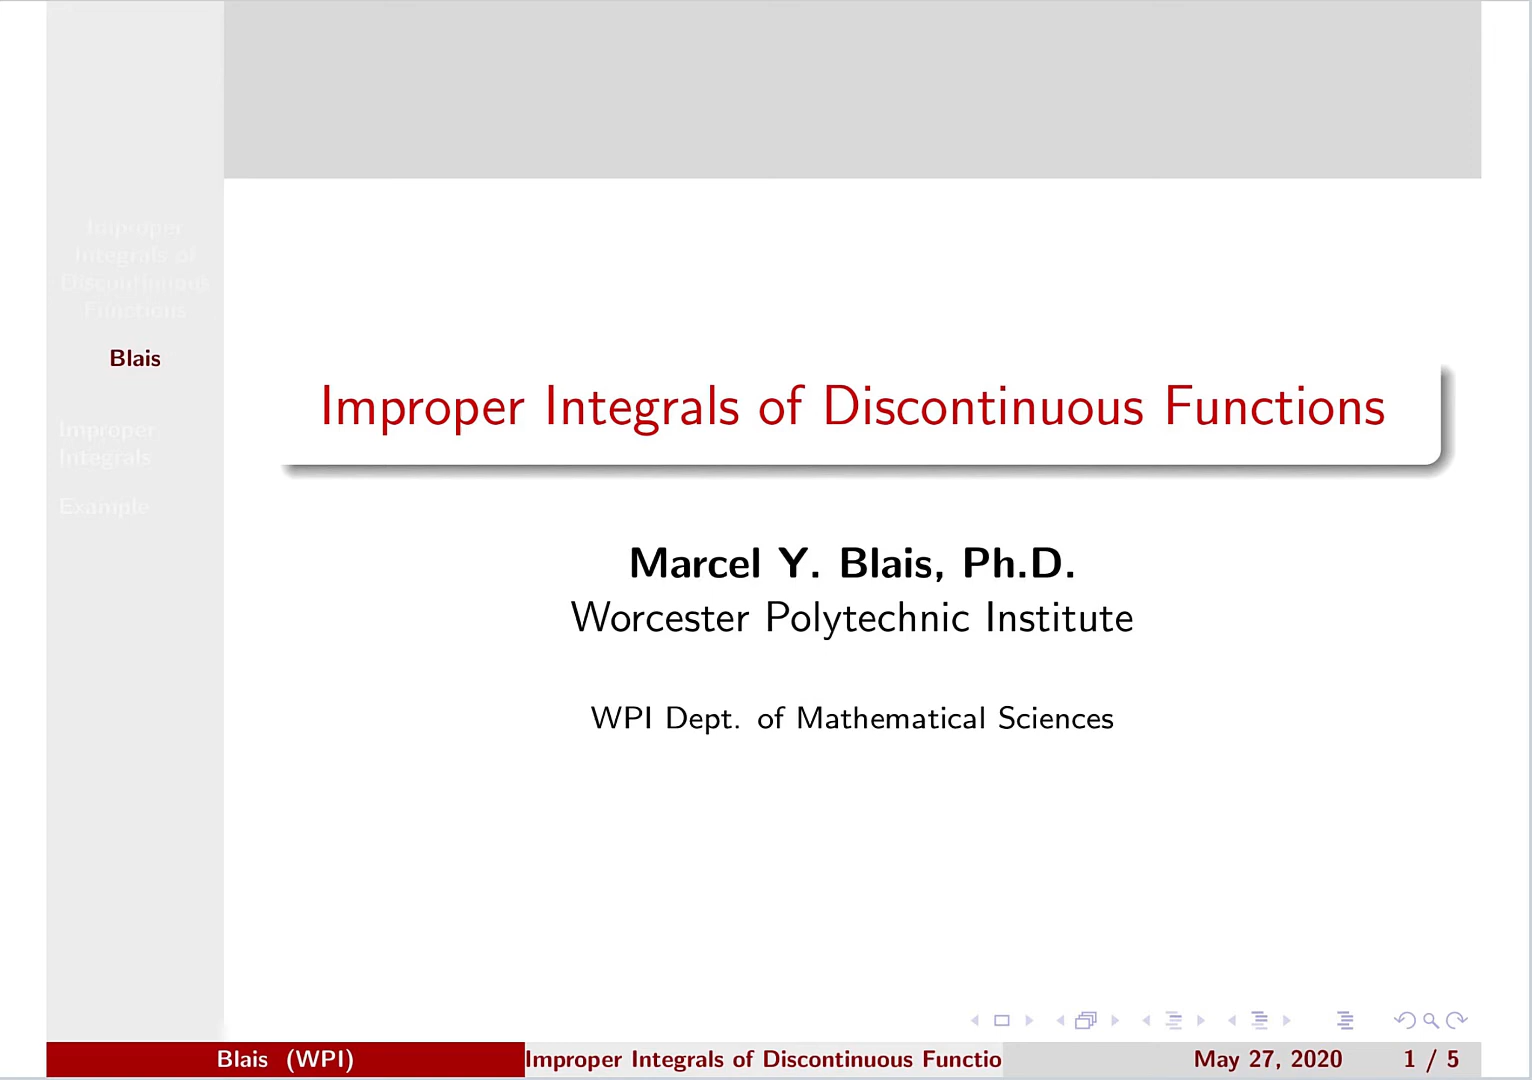 Improper
Integrals of
Discontinuous
Functions
Blais
Improper
Integrals
Example
Improper Integrals of Discontinuous Functions
Marcel Y. Blais, Ph.D.
Worcester Polytechnic Institute
WPI Dept. of Mathematical Sciences
Blais (WPI)
Improper Integrals of Discontinuous Functio
May 27, 2020
1 / 5